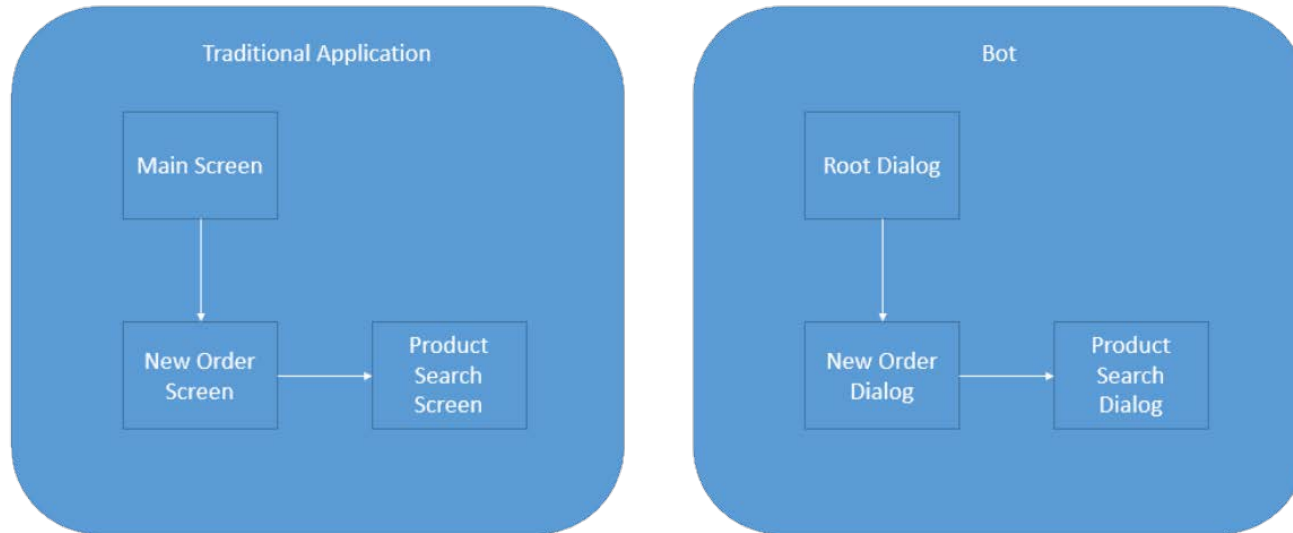 Traditional Application
Main Screen
New Order
Screen
Product
Search
Screen
Bot
Root Dialog
New Order
Dialog
Product
Search
Dialog